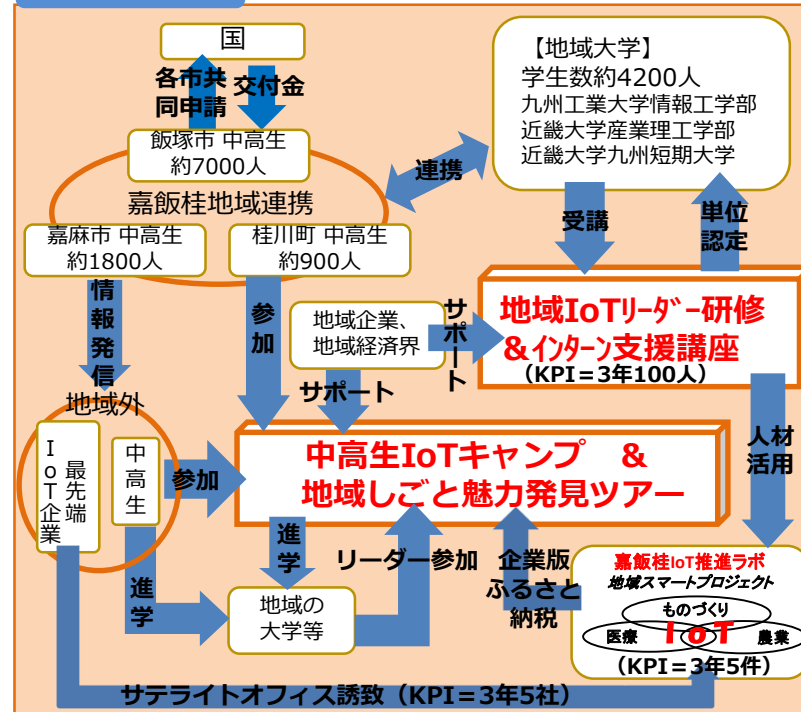 国
各市共
同申請
交付金
飯塚市 中高生
約7000人
嘉飯桂地域連携
嘉麻市 中高生
約1800人
桂川町 中高生
約900人
連携
【地域大学】
学生数約4200人
九州工業大学情報工学部
近畿大学産業理工学部
近畿大学九州短期大学
受講
単位
認定
情報発信
参加
地域企業、
地域経済界
サポート
サポート
地域IoTﾘｰﾀﾞｰ研修
＆ｲﾝﾀｰﾝ支援講座
（KPI＝3年100人）
地域外
最先端
IoT企業
中高生
参加
中高生IoTキャンプ ＆
地域しごと魅力発見ツアー
人材
活用
進学
進学
リーダー参加
企業版
ふるさと
納税
地域の
大学等
嘉飯桂IoT推進ラボ
地域スマートプロジェクト
ものづくり
医療
IoT
農業
（KPI＝3年5件）
サテライトオフィス誘致（KPI＝3年5社）